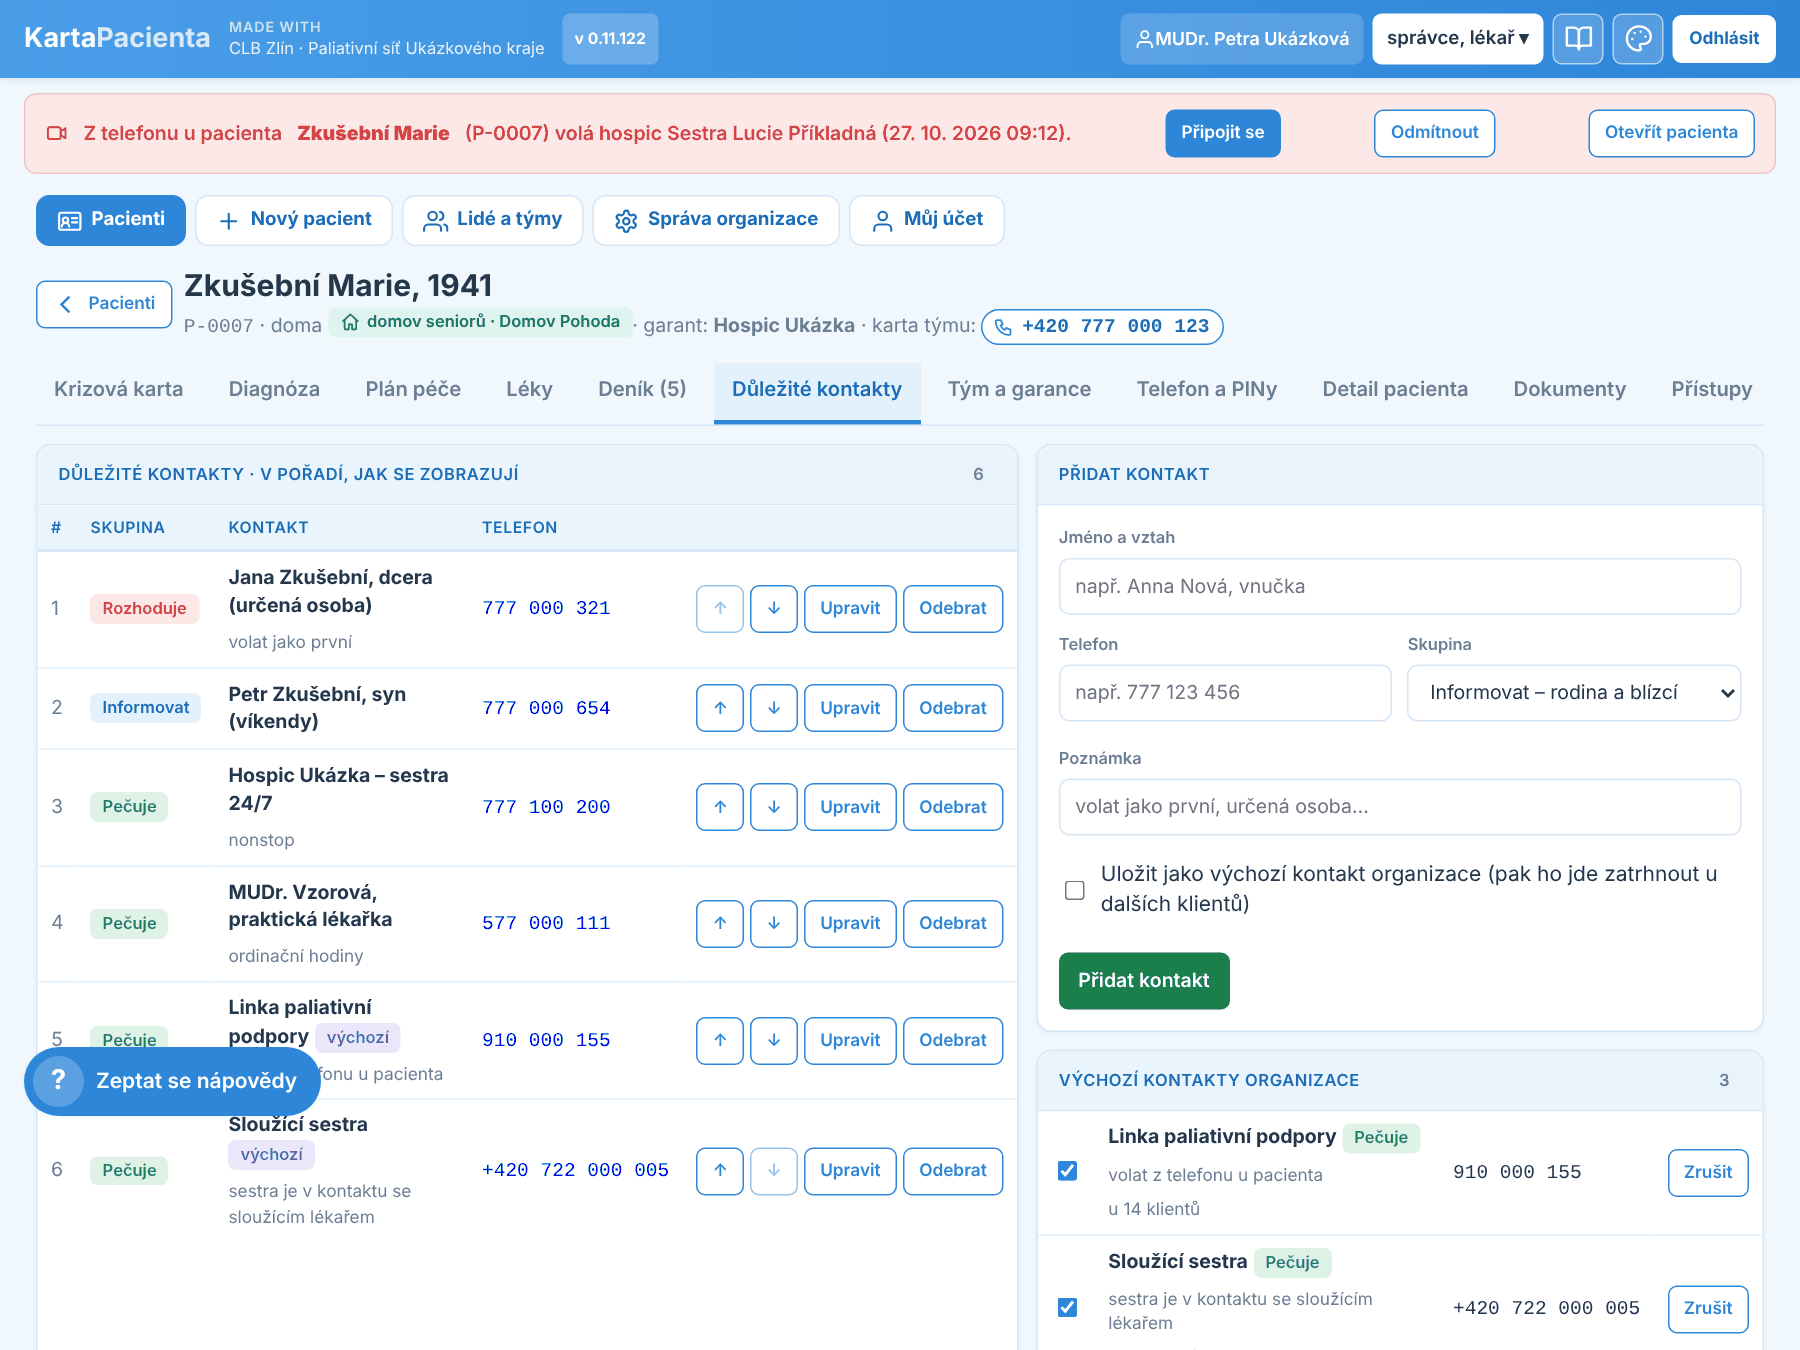 KartaPacienta
MADE WITH
CLB Zlín · Paliativní síť Ukázkového kraje
v 0.11.122
MUDr. Petra Ukázková
správce, lékař ▾
Odhlásit
Z telefonu u pacienta Zkušební Marie (P-0007) volá hospic Sestra Lucie Příkladná (27. 10. 2026 09:12).
Připojit se
Odmítnout
Otevřít pacienta
Pacienti
Nový pacient
Lidé a týmy
Správa organizace
Můj účet
Pacienti
Zkušební Marie, 1941
P-0007 · doma domov seniorů · Domov Pohoda · garant: Hospic Ukázka · karta týmu: +420 777 000 123
Krizová karta
Diagnóza
Plán péče
Léky
Deník (5)
Důležité kontakty
Tým a garance
Telefon a PINy
Detail pacienta
Dokumenty
Přístupy
DŮLEŽITÉ KONTAKTY · V POŘADÍ, JAK SE ZOBRAZUJÍ 6
# SKUPINA KONTAKT TELEFON
1 Rozhoduje
Jana Zkušební, dcera
(určená osoba)
volat jako první
777 000 321
↑ ↓ Upravit Odebrat
2 Informovat
Petr Zkušební, syn
(víkendy)
777 000 654
↑ ↓ Upravit Odebrat
3 Pečuje
Hospic Ukázka – sestra
24/7
nonstop
777 100 200
↑ ↓ Upravit Odebrat
4 Pečuje
MUDr. Vzorová,
praktická lékařka
ordinační hodiny
577 000 111
↑ ↓ Upravit Odebrat
5 Pečuje
Linka paliativní
podpory výchozí
fonu u pacienta
910 000 155
↑ ↓ Upravit Odebrat
? Zeptat se nápovědy
6 Pečuje
Sloužící sestra
výchozí
sestra je v kontaktu se
sloužícím lékařem
+420 722 000 005
↑ ↓ Upravit Odebrat
PŘIDAT KONTAKT
Jméno a vztah
např. Anna Nová, vnučka
Telefon
např. 777 123 456
Skupina
Informovat – rodina a blízcí
Poznámka
volat jako první, určená osoba...
Uložit jako výchozí kontakt organizace (pak ho jde zatrhnout u
dalších klientů)
Přidat kontakt
VÝCHOZÍ KONTAKTY ORGANIZACE 3
Linka paliativní podpory Pečuje
volat z telefonu u pacienta
u 14 klientů
910 000 155
Zrušit
Sloužící sestra Pečuje
sestra je v kontaktu se sloužícím
lékařem
+420 722 000 005
Zrušit